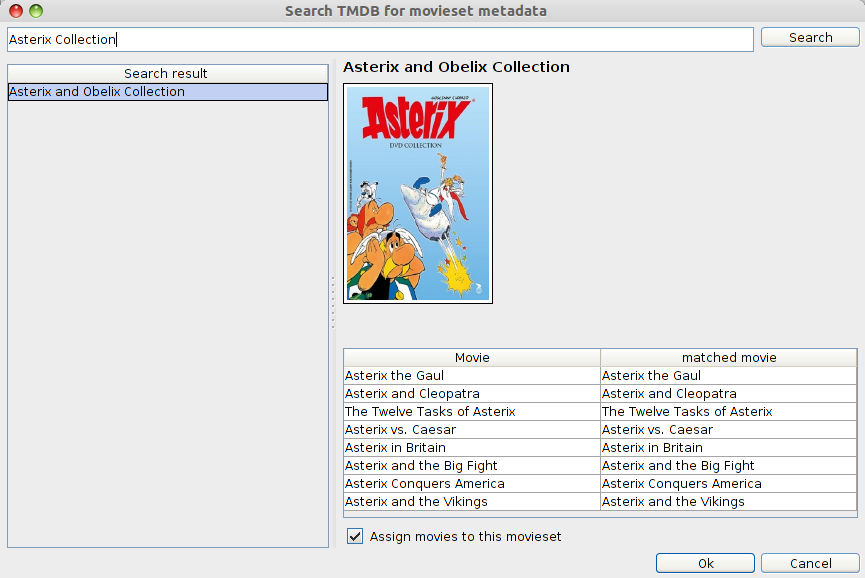 Search TMDB for movieset metadata
Asterix Collection
Search
Search result
Asterix and Obelix Collection
Asterix and Obelix Collection
Asterix
DVD COLLECTION
Movie matched movie
Asterix the Gaul Asterix the Gaul
Asterix and Cleopatra Asterix and Cleopatra
The Twelve Tasks of Asterix The Twelve Tasks of Asterix
Asterix vs. Caesar Asterix vs. Caesar
Asterix in Britain Asterix in Britain
Asterix and the Big Fight Asterix and the Big Fight
Asterix Conquers America Asterix Conquers America
Asterix and the Vikings Asterix and the Vikings
Assign movies to this movieset
Ok Cancel